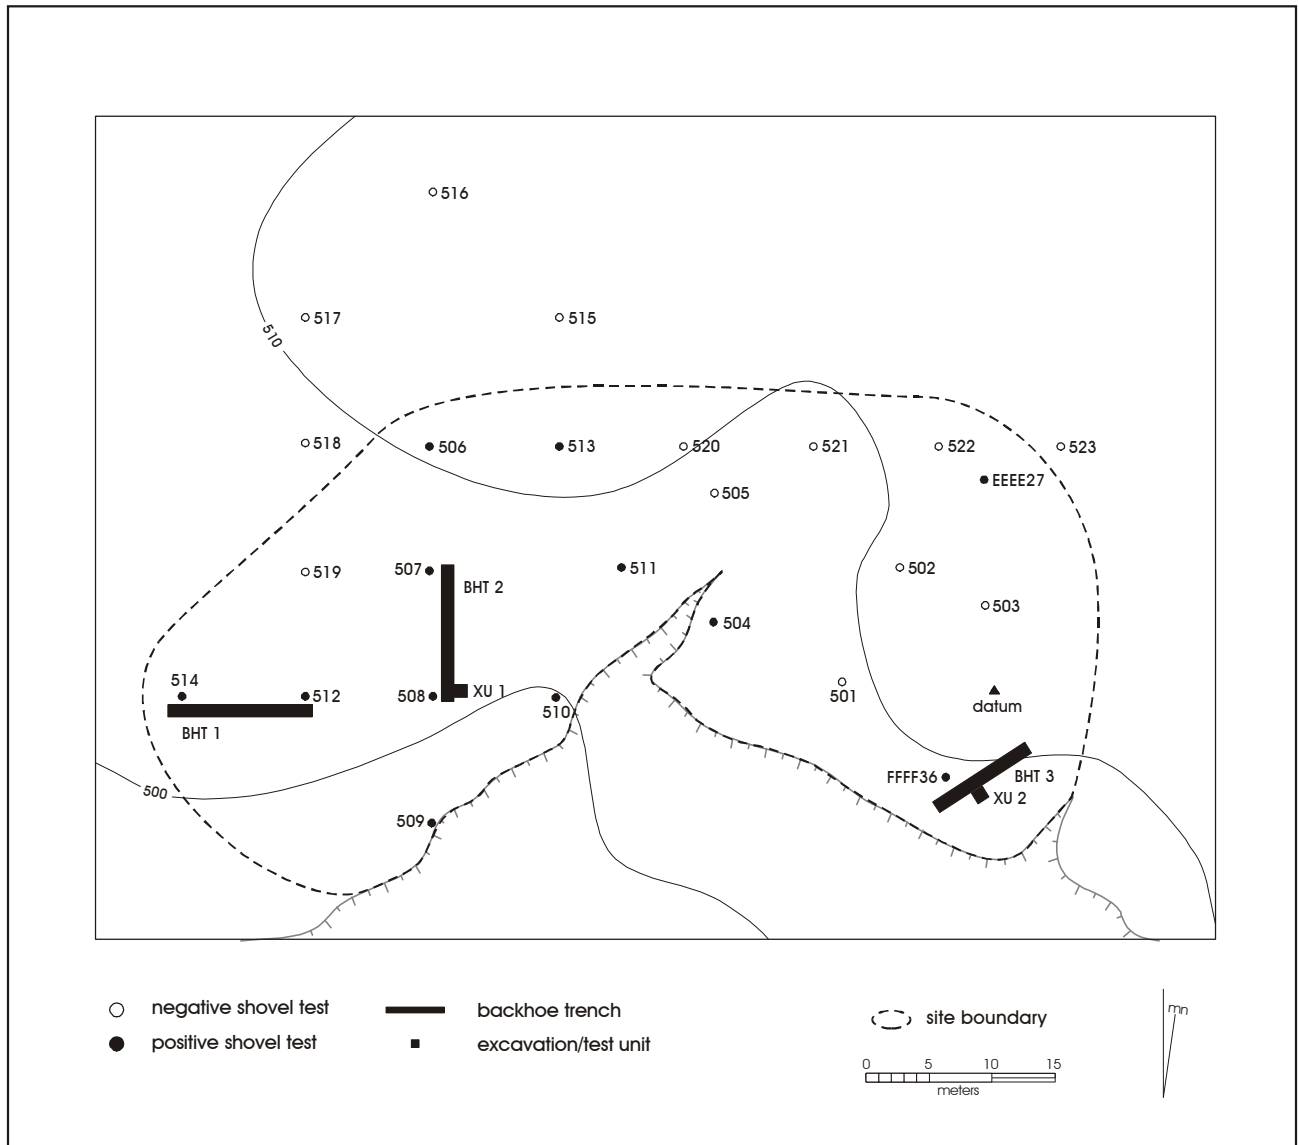 516
517
515
510
518
506
513
520
521
522
523
EEEE27
505
519
507
BHT 2
511
502
503
504
514
512
508
XU 1
510
501
datum
BHT 1
500
FFFF36
BHT 3
XU 2
509
negative shovel test
positive shovel test
backhoe trench
excavation/test unit
site boundary
0 5 10 15
meters
mn